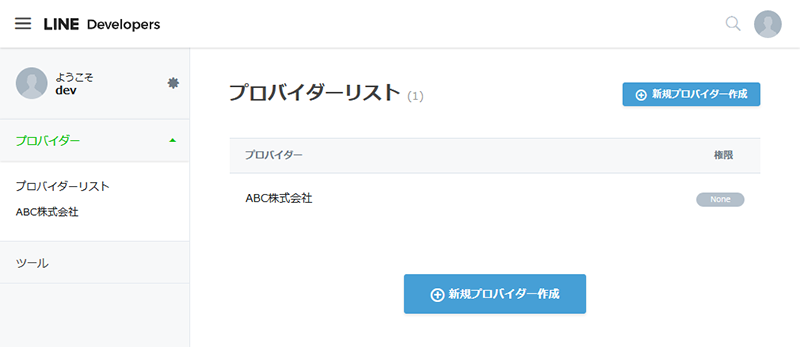 LINE Developers
ようこそ
dev
プロバイダー
プロバイダーリスト
ABC株式会社
ツール
プロバイダーリスト (1)
新規プロバイダー作成
プロバイダー 権限
ABC株式会社 None
新規プロバイダー作成